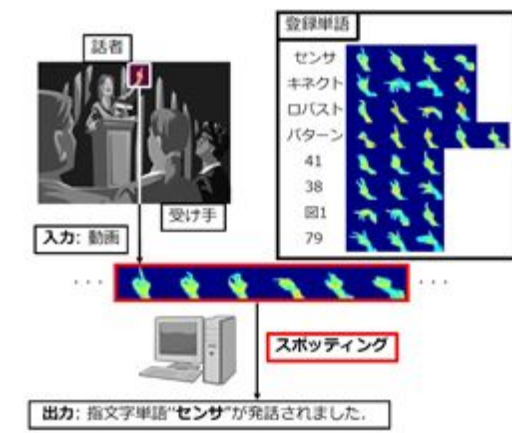 登録単語
話者
センサ
キネクト
ロバスト
パターン
41
38
図1
79
受け手
入力: 動画
・・・ ・・・
スポッティング
出力: 指文字単語"センサ"が発話されました.